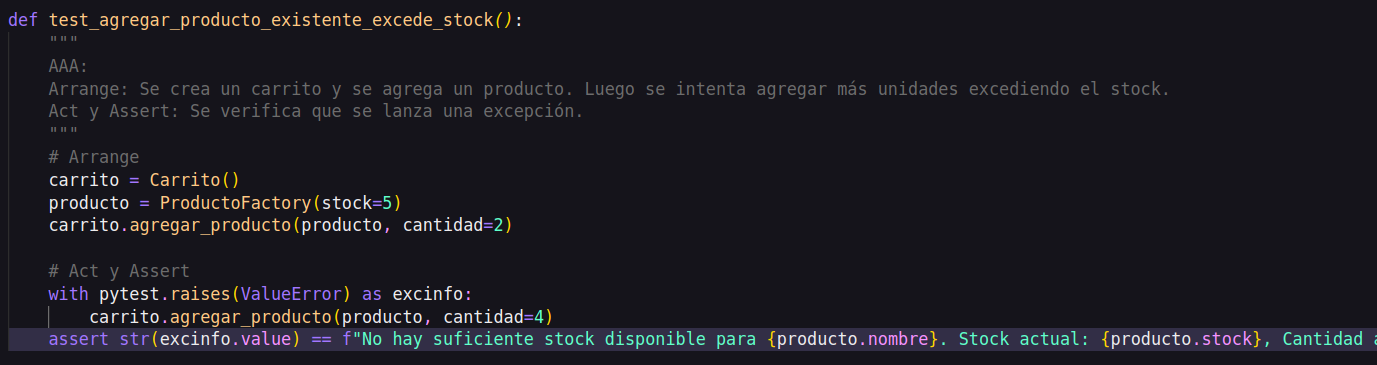 def test_agregar_producto_existente_excede_stock():
"""
AAA:
Arrange: Se crea un carrito y se agrega un producto. Luego se intenta agregar más unidades excediendo el stock.
Act y Assert: Se verifica que se lanza una excepción.
"""
# Arrange
carrito = Carrito()
producto = ProductoFactory(stock=5)
carrito.agregar_producto(producto, cantidad=2)
# Act y Assert
with pytest.raises(ValueError) as excinfo:
carrito.agregar_producto(producto, cantidad=4)
assert str(excinfo.value) == f"No hay suficiente stock disponible para {producto.nombre}. Stock actual: {producto.stock}, Cantidad